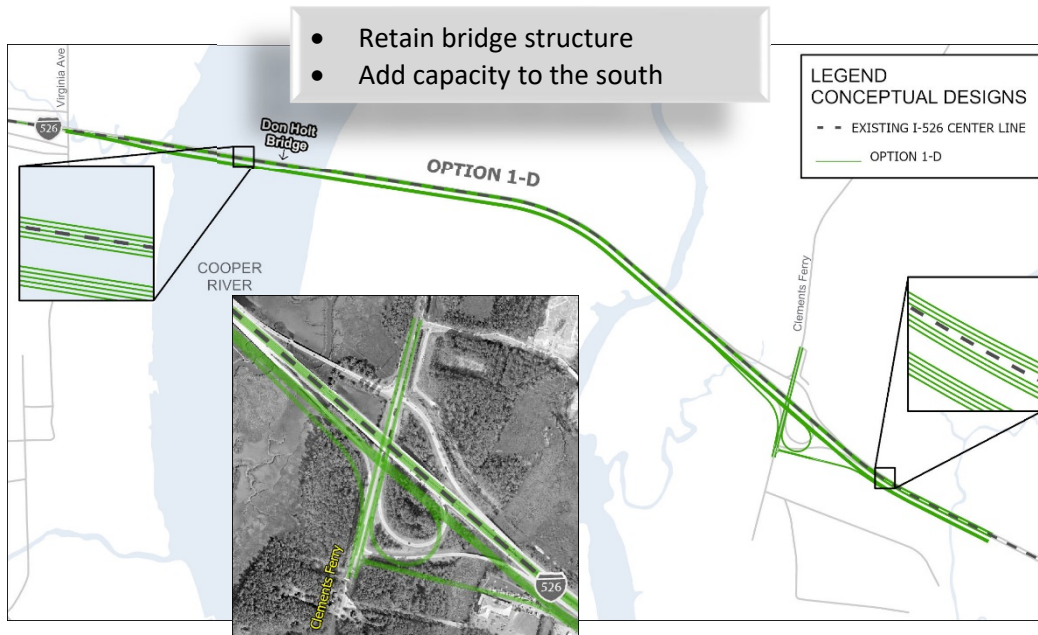 • Retain bridge structure
• Add capacity to the south
LEGEND
CONCEPTUAL DESIGNS
EXISTING I-526 CENTER LINE
OPTION 1-D
Virginia Ave
526
Don Holt
Bridge
OPTION 1-D
COOPER
RIVER
Clements Ferry
Clements Ferry
526